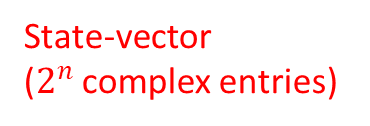 State-vector
(2ⁿ complex entries)